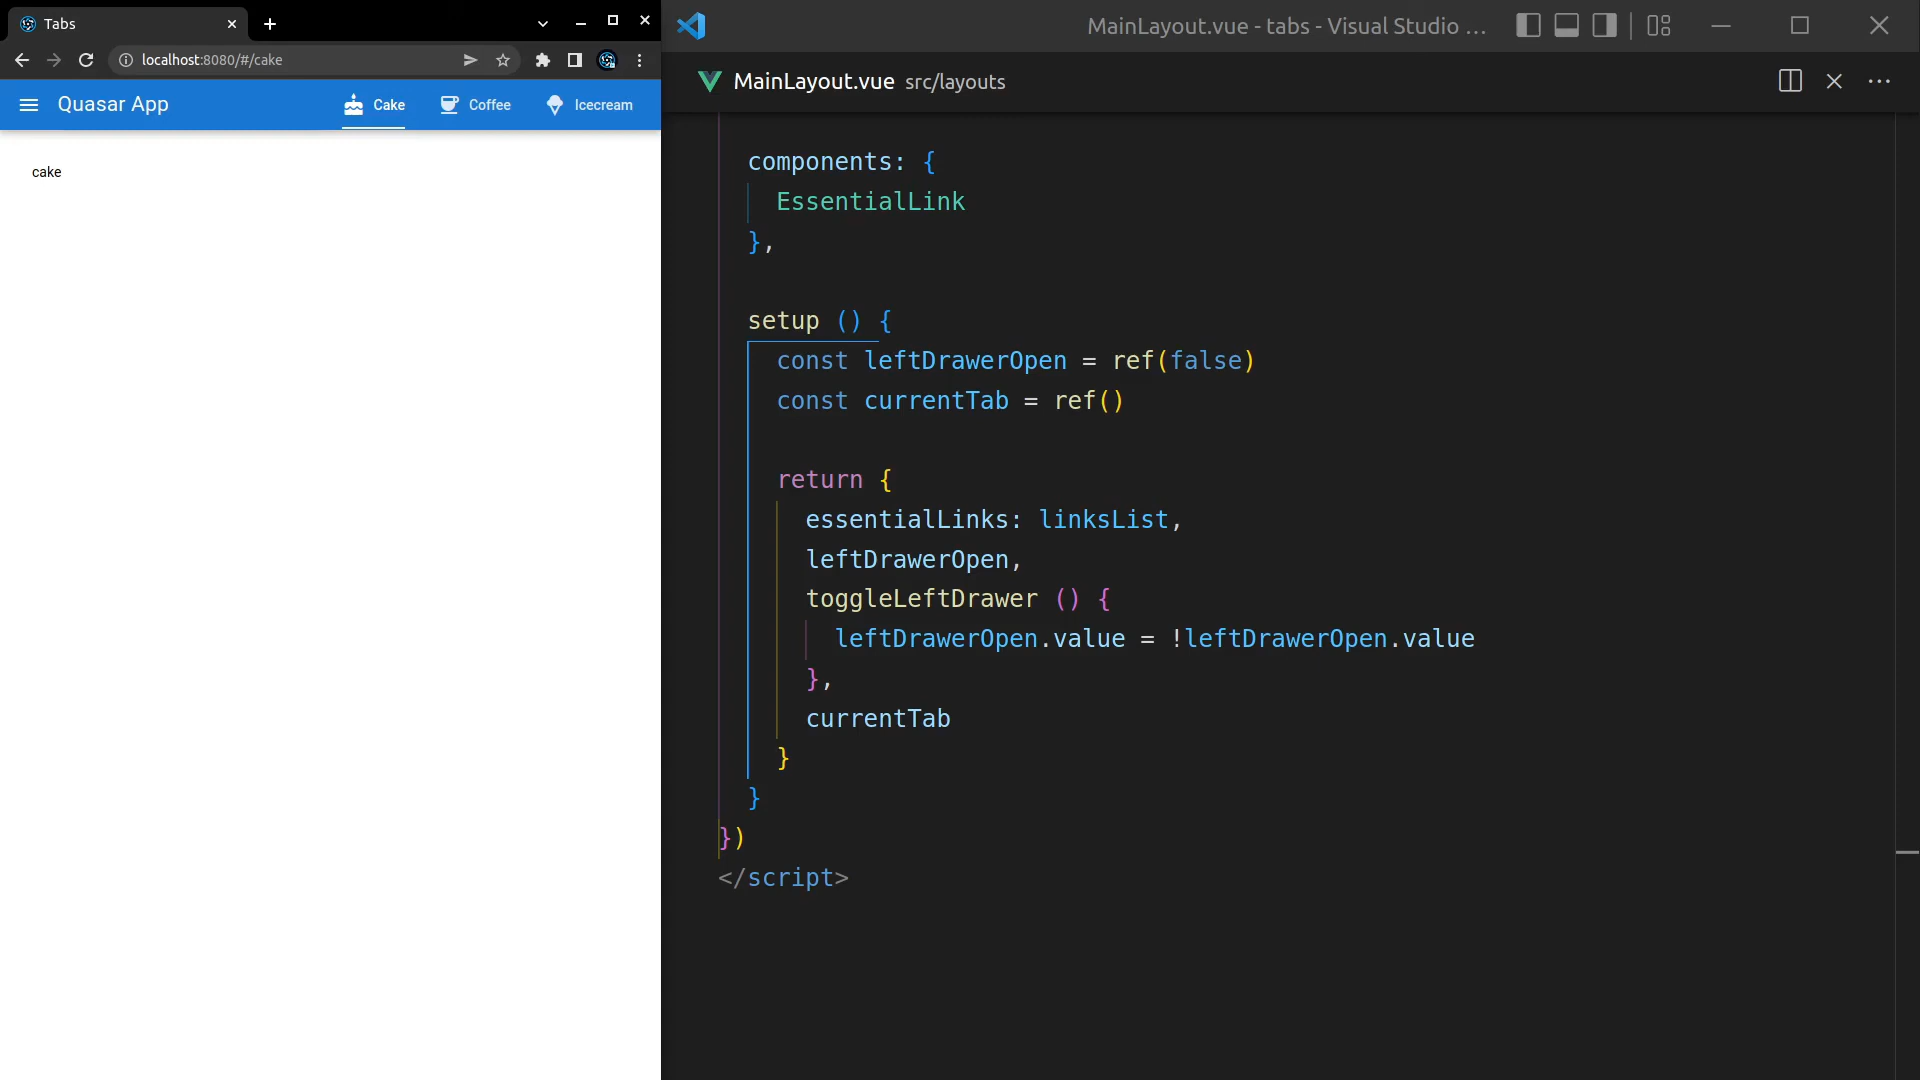 Tabs
localhost:8080/#/cake
Quasar App
Cake
Coffee
Icecream
cake
MainLayout.vue - tabs - Visual Studio ...
MainLayout.vue src/layouts
components: {
EssentialLink
},
setup () {
const leftDrawerOpen = ref(false)
const currentTab = ref()
return {
essentialLinks: linksList,
leftDrawerOpen,
toggleLeftDrawer () {
leftDrawerOpen.value = !leftDrawerOpen.value
},
currentTab
}
}
})
</script>